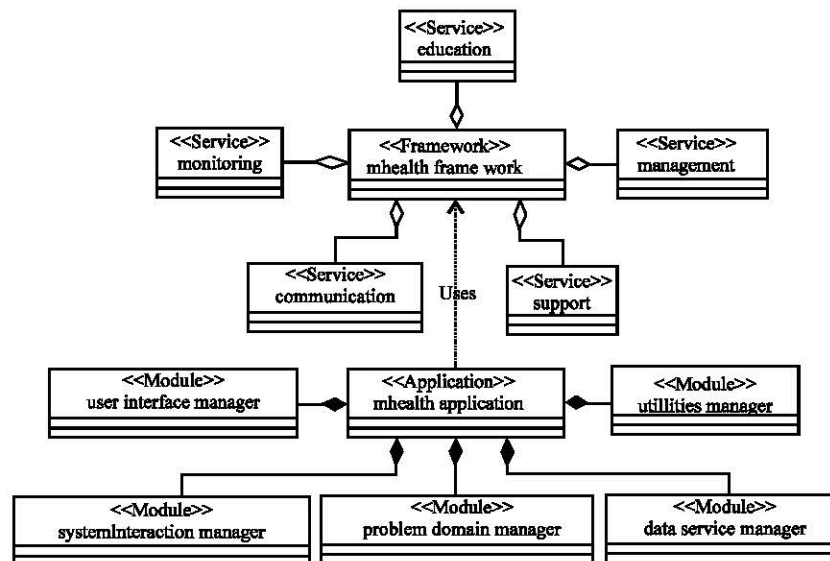 <<Service>>
education
<<Service>>
monitoring
<<Framework>>
mhealth frame work
<<Service>>
management
<<Service>>
communication
Uses
<<Service>>
support
<<Module>>
user interface manager
<<Application>>
mhealth application
<<Module>>
utillities manager
<<Module>>
systemInteraction manager
<<Module>>
problem domain manager
<<Module>>
data service manager